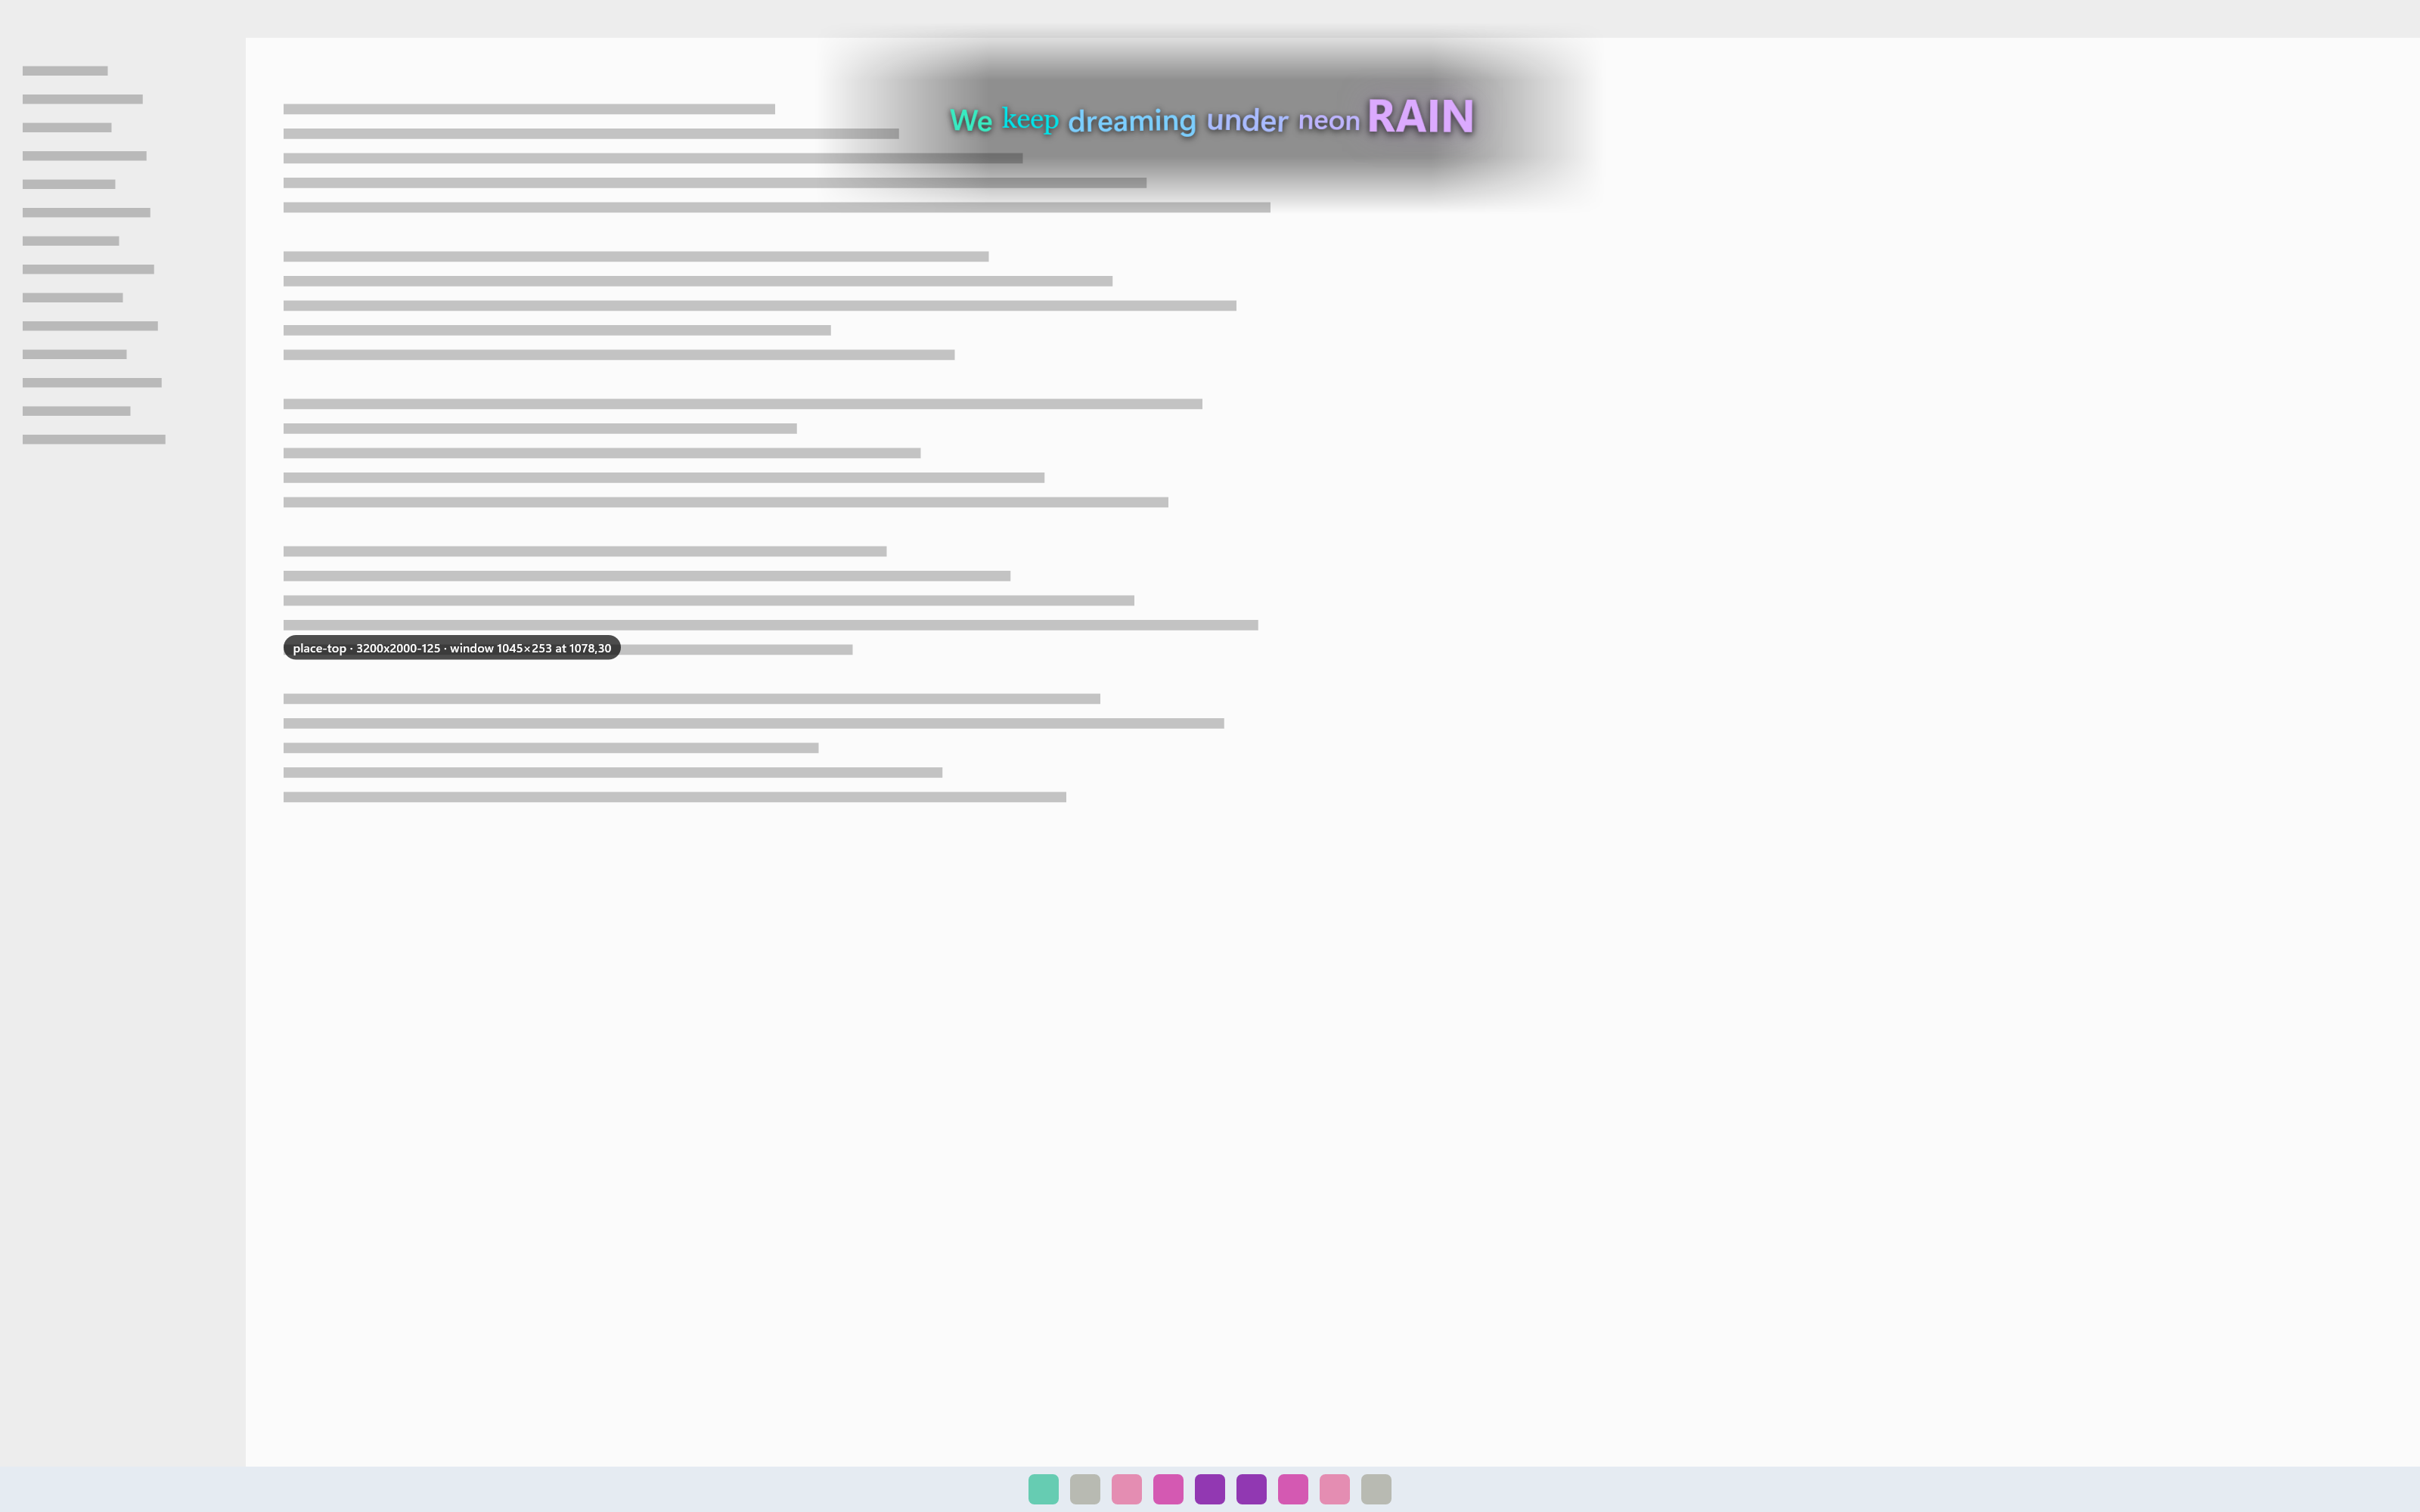 We keep dreaming under neon RAIN
place-top · 3200x2000-125 · window 1045×253 at 1078,30